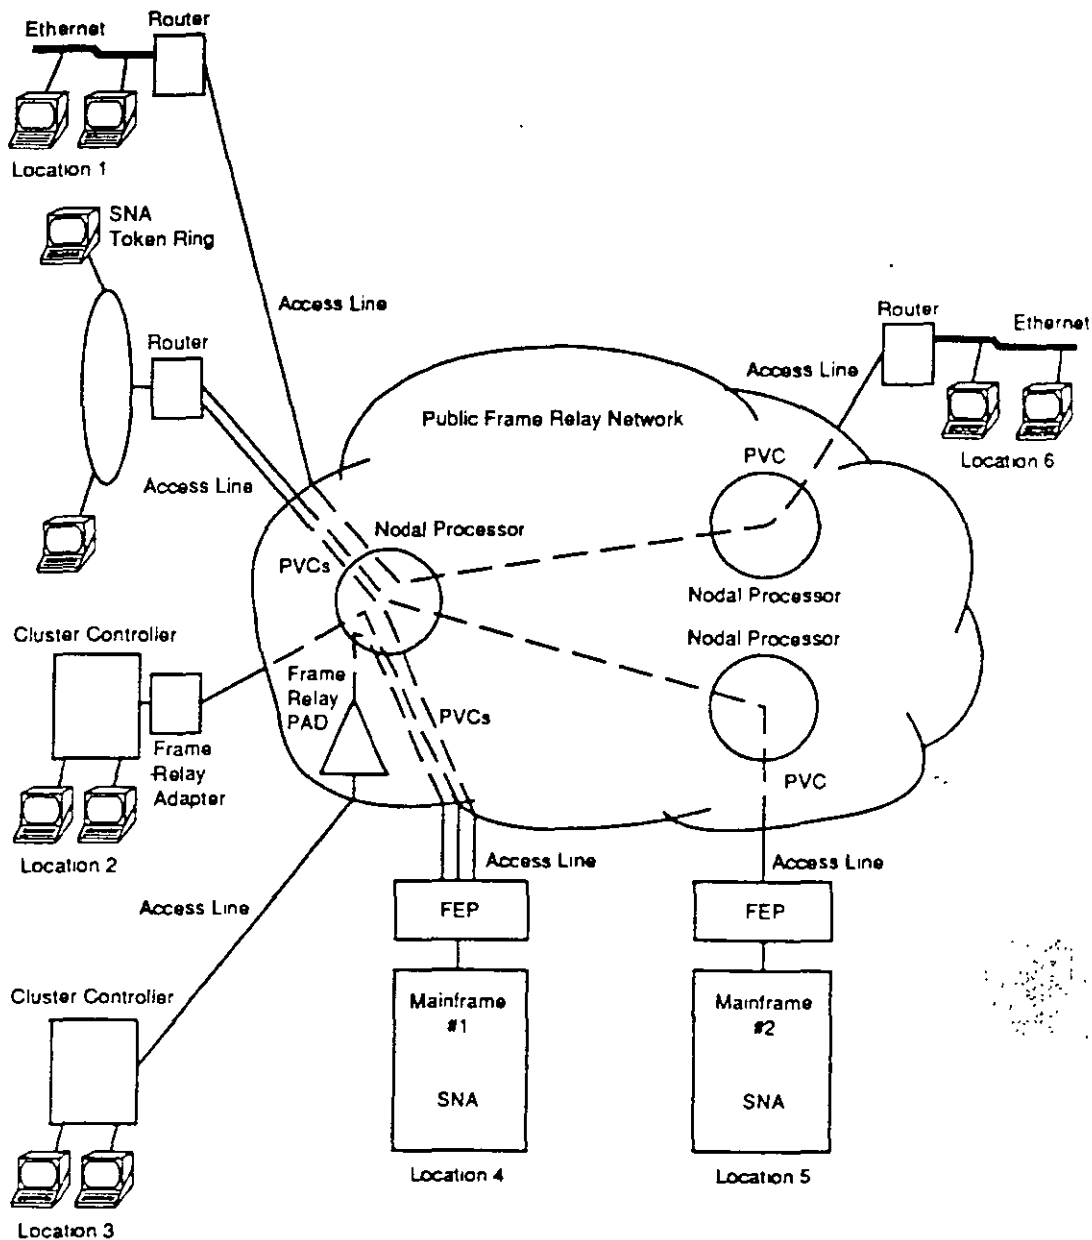 Router
Ethernet
Location 1
SNA
Token Ring
Access Line
Router
Access Line
Router
Ethernet
Access Line
Location 6
Public Frame Relay Network
PVC
Nodal Processor
PVCs
Nodal Processor
Nodal Processor
Cluster Controller
Frame
Relay
PAD
PVCs
Frame
Relay
Adapter
PVC
Location 2
Access Line
Access Line
Access Line
FEP
FEP
Cluster Controller
Mainframe
#1
SNA
Mainframe
#2
SNA
Location 4
Location 5
Location 3